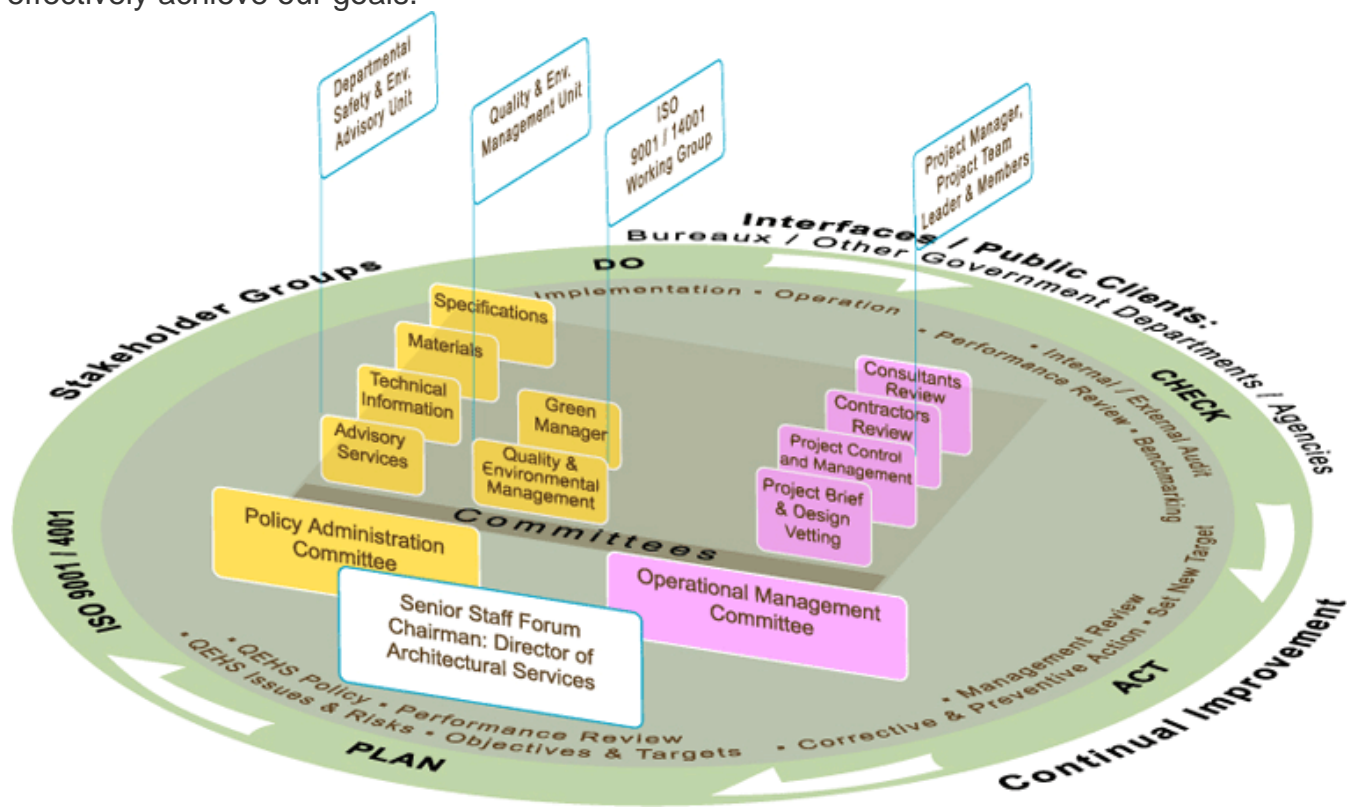 effectively achieve our goals.
Departmental
Safety & Env.
Advisory Unit
Quality & Env.
Management Unit
ISO
9001 / 14001
Working Group
Project Manager,
Project Team
Leader & Members
Interfaces / Public Clients:
Bureaux / Other Government Departments / Agencies
Stakeholder Groups
DO
Implementation • Operation
• Internal / External Audit
• Performance Review • Benchmarking
CHECK
Specifications
Materials
Technical
Information
Advisory
Services
Green
Manager
Quality &
Environmental
Management
Consultants
Review
Contractors
Review
Project Control
and Management
Project Brief
& Design
Vetting
Committees
Policy Administration
Committee
Operational Management
Committee
Senior Staff Forum
Chairman: Director of
Architectural Services
ISO 9001 / 4001
• QEHS Policy • Performance Review
• QEHS Issues & Risks • Objectives & Targets
PLAN
• Management Review
• Corrective & Preventive Action • Set New Target
ACT
Continual Improvement